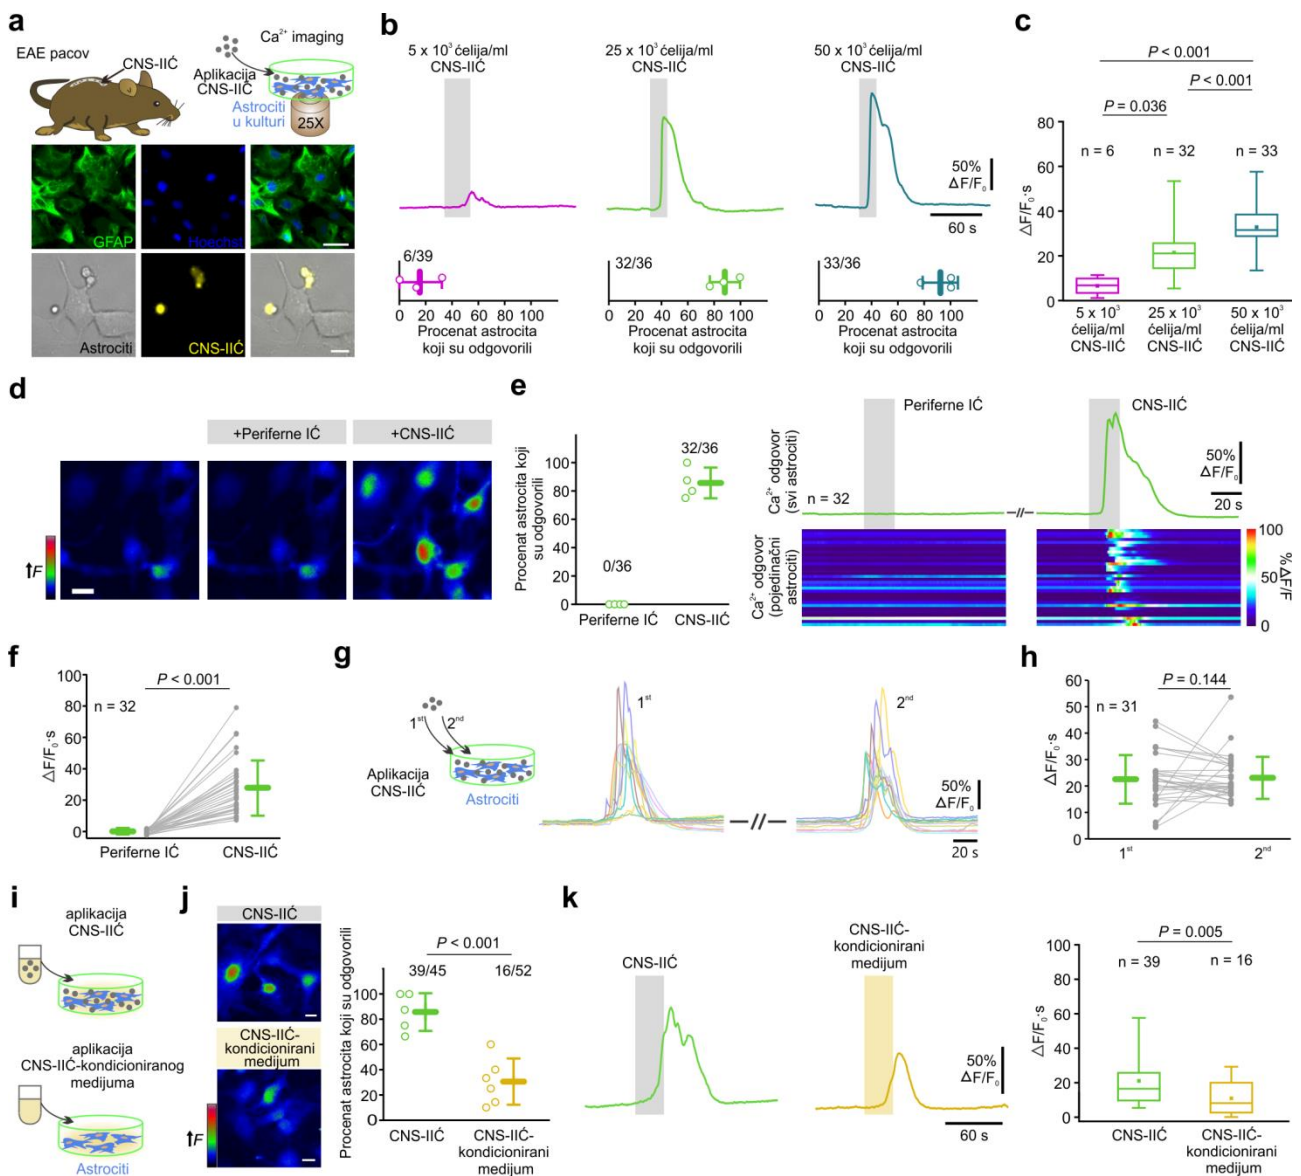 a
EAE pacov
CNS-IIĆ
Ca²⁺ imaging
Aplikacija
CNS-IIĆ
Astrociti
u kulturi
25X
GFAP
Hoechst
Astrociti
CNS-IIĆ
b
5 x 10³ ćelija/ml
CNS-IIĆ
25 x 10³ ćelija/ml
CNS-IIĆ
50 x 10³ ćelija/ml
CNS-IIĆ
50%
ΔF/F₀
60 s
6/39
32/36
33/36
0 20 40 60 80 100
0 20 40 60 80 100
0 20 40 60 80 100
Procenat astrocita
koji su odgovorili
Procenat astrocita
koji su odgovorili
Procenat astrocita
koji su odgovorili
c
P < 0.001
P < 0.001
P = 0.036
n = 6
n = 32
n = 33
ΔF/F₀·s
80
60
40
20
0
5 x 10³
ćelija/ml
CNS-IIĆ
25 x 10³
ćelija/ml
CNS-IIĆ
50 x 10³
ćelija/ml
CNS-IIĆ
d
+Periferne IĆ
+CNS-IIĆ
F
e
Procenat astrocita koji
su odgovorili
100
80
60
40
20
0
0/36
32/36
Periferne IĆ
CNS-IIĆ
Periferne IĆ
CNS-IIĆ
Ca²⁺ odgovor
(svi astrociti)
n = 32
50%
ΔF/F₀
20 s
Ca²⁺ odgovor
(pojedinačni
astrociti)
100
50
0
% ΔF/F
f
P < 0.001
n = 32
ΔF/F₀·s
100
80
60
40
20
0
Periferne IĆ
CNS-IIĆ
g
1st
2nd
Aplikacija
CNS-IIĆ
Astrociti
1st
2nd
50%
ΔF/F₀
20 s
h
P = 0.144
n = 31
ΔF/F₀·s
60
50
40
30
20
10
0
1st
2nd
i
aplikacija
CNS-IIĆ
aplikacija
CNS-IIĆ-kondicioniranog
medijuma
Astrociti
j
CNS-IIĆ
CNS-IIĆ-
kondicionirani
medijum
F
Procenat astrocita koji su odgovorili
P < 0.001
39/45
16/52
100
80
60
40
20
0
CNS-IIĆ
CNS-IIĆ-
kondicionirani
medijum
k
CNS-IIĆ
CNS-IIĆ-
kondicionirani
medijum
50%
ΔF/F₀
60 s
P = 0.005
n = 39
n = 16
ΔF/F₀·s
100
80
60
40
20
0
CNS-IIĆ
CNS-IIĆ-
kondicionirani
medijum